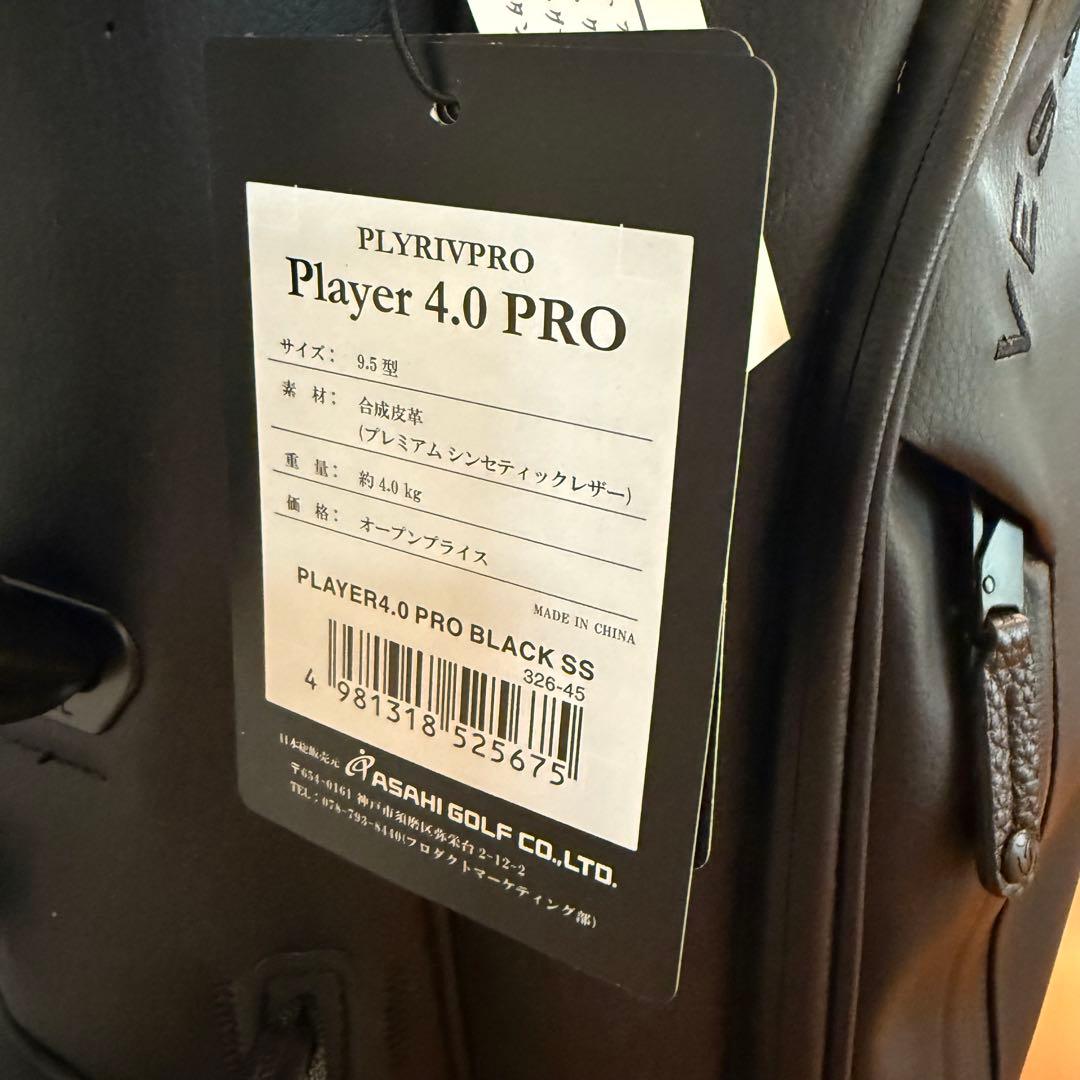 PLYRIVPRO
Player 4.0 PRO
サイズ： 9.5 型
素 材： 合成皮革
(プレミアム シンセティックレザー)
重 量： 約 4.0 kg
価 格： オープンプライス
MADE IN CHINA
PLAYER4.0 PRO BLACK SS
326-45
4 981318 525675
日本総販売元 ASAHI GOLF CO.,LTD.
〒654-0161 神戸市須磨区弥栄台 2-12-2
TEL：078-793-8440(プロダクトマーケティング部)